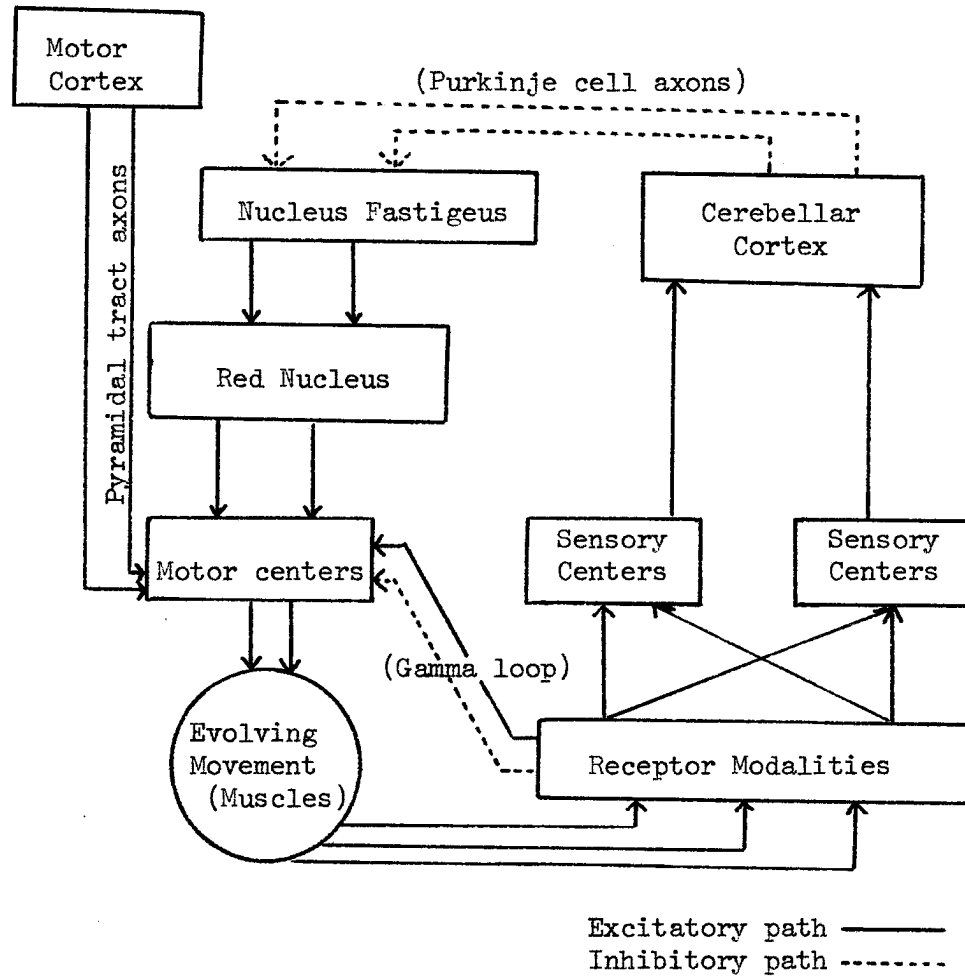 Motor
Cortex
(Purkinje cell axons)
Pyramidal tract axons
Nucleus Fastigeus
Cerebellar
Cortex
Red Nucleus
Motor centers
Sensory
Centers
Sensory
Centers
(Gamma loop)
Evolving
Movement
(Muscles)
Receptor Modalities
Excitatory path
Inhibitory path